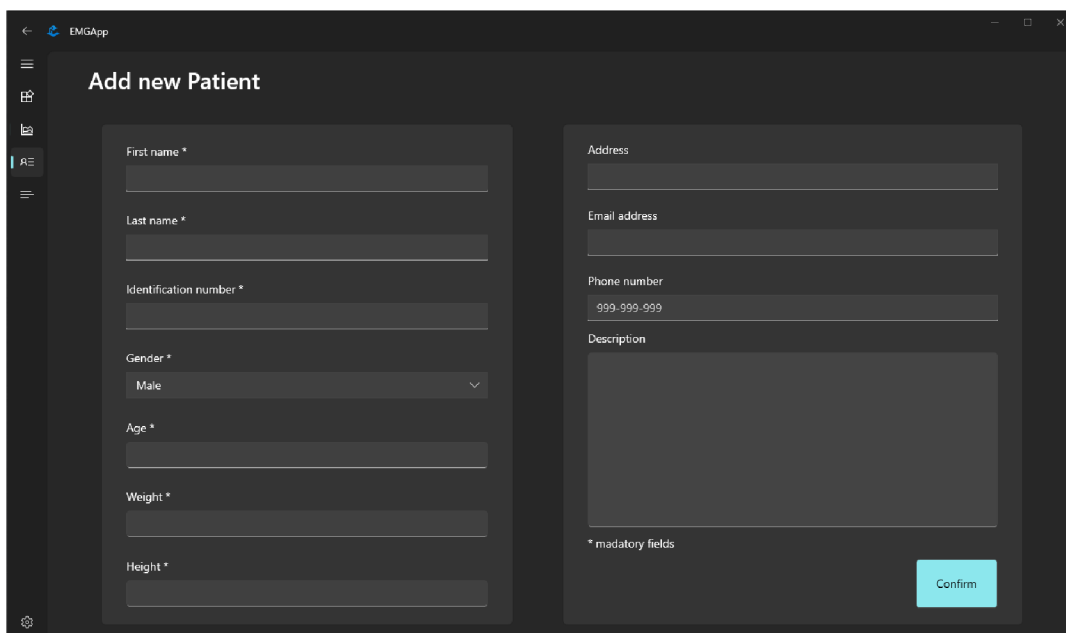 EMGApp
Add new Patient
First name *
Last name *
Identification number *
Gender *
Male
Age *
Weight *
Height *
Address
Email address
Phone number
999-999-999
Description
* madatory fields
Confirm